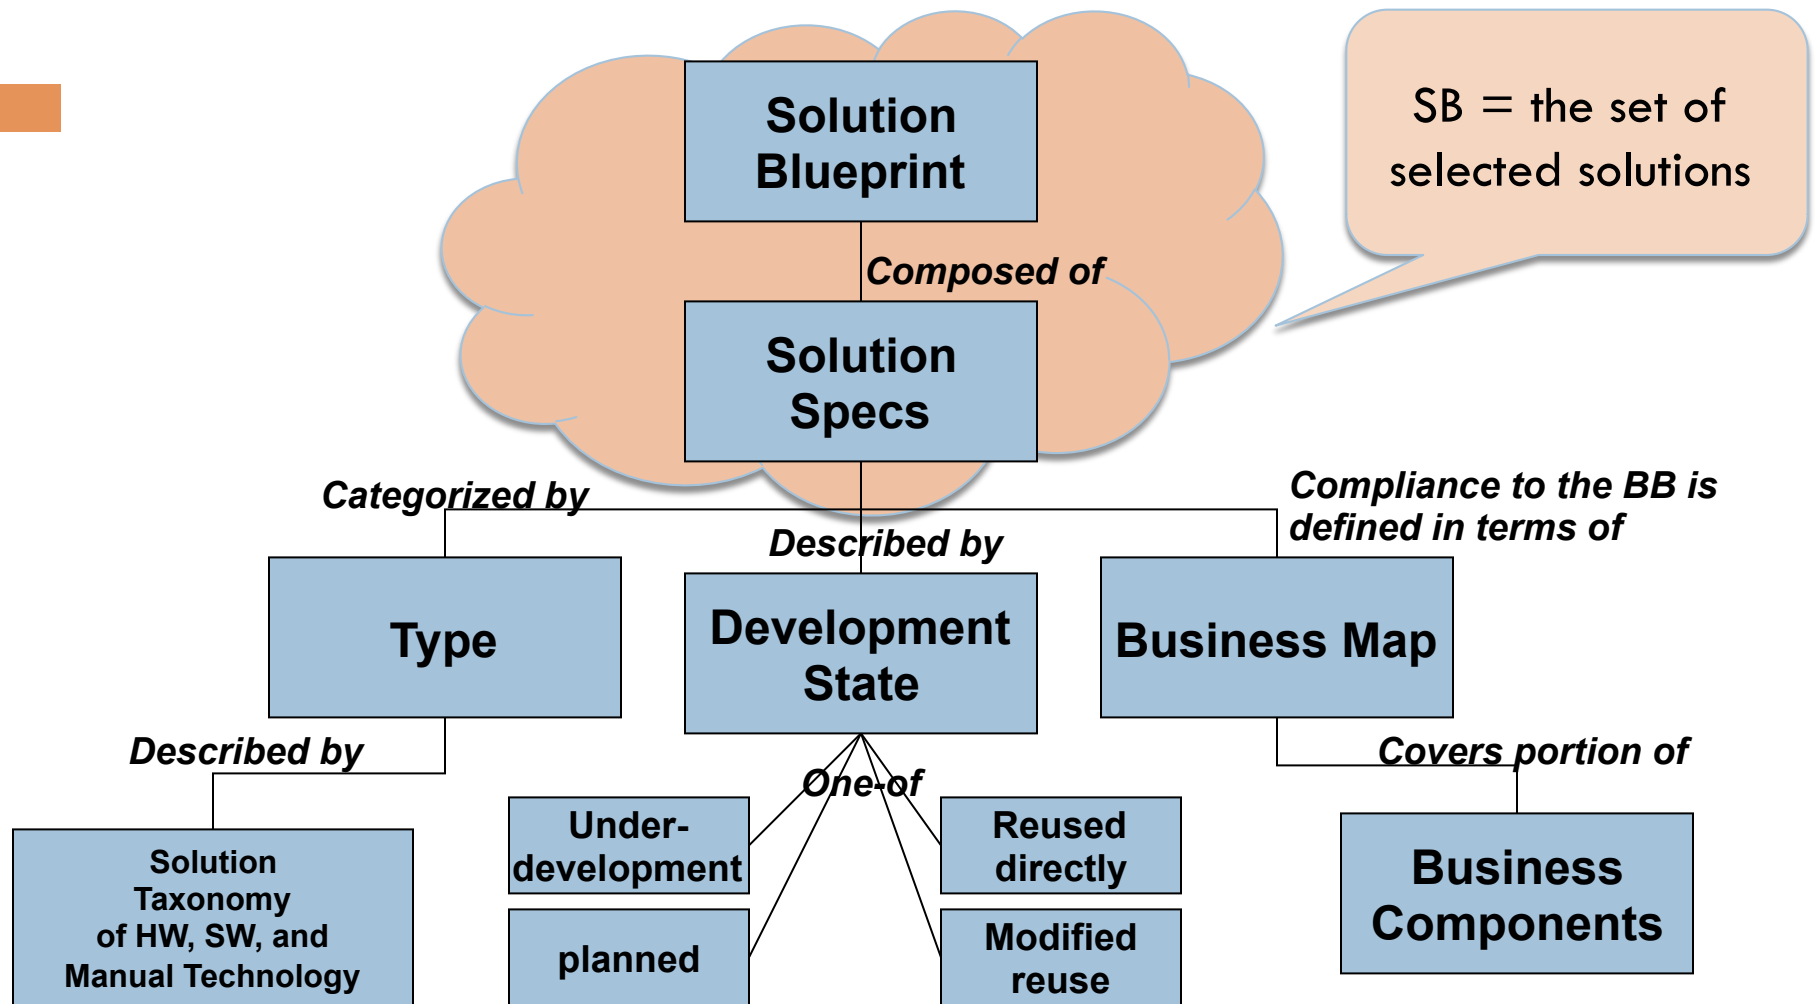 Solution
Blueprint
SB = the set of
selected solutions
Composed of
Solution
Specs
Categorized by
Described by
Compliance to the BB is
defined in terms of
Type
Development
State
Business Map
Described by
One-of
Covers portion of
Solution
Taxonomy
of HW, SW, and
Manual Technology
Under-
development
planned
Reused
directly
Modified
reuse
Business
Components